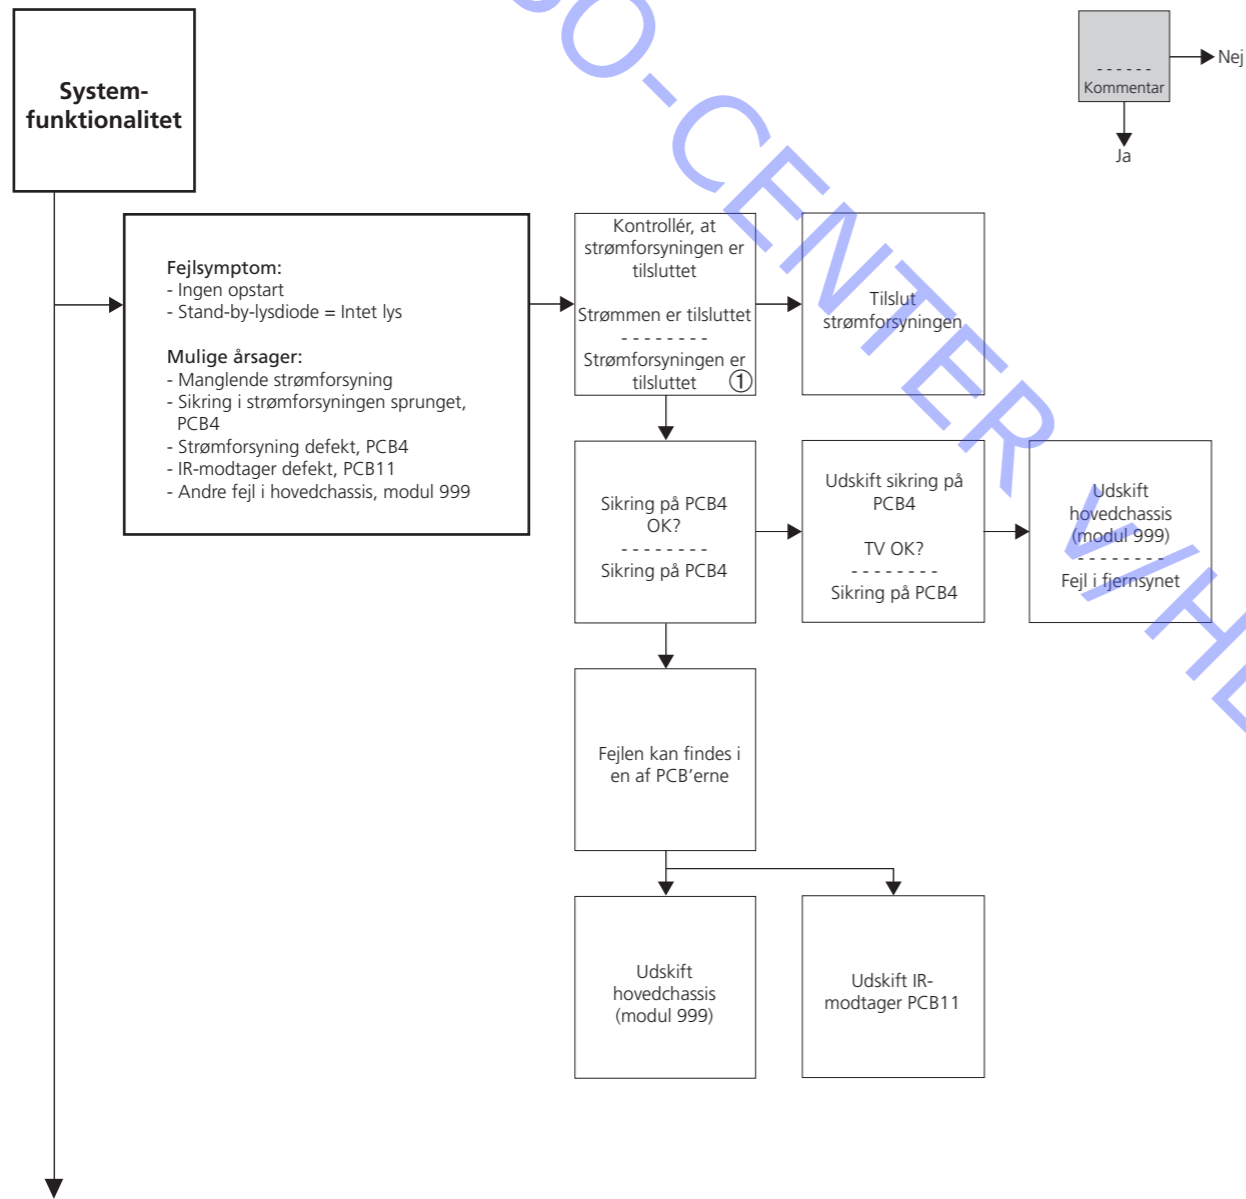 System-
funktionalitet
Kommentar
Nej
Ja
Fejlsymptom:
- Ingen opstart
- Stand-by-lysdiode = Intet lys
Mulige årsager:
- Manglende strømforsyning
- Sikring i strømforsyningen sprunget,
PCB4
- Strømforsyning defekt, PCB4
- IR-modtager defekt, PCB11
- Andre fejl i hovedchassis, modul 999
Kontrollér, at
strømforsyningen er
tilsluttet
Strømmen er tilsluttet
Strømforsyningen er
tilsluttet ①
Tilslut
strømforsyningen
Sikring på PCB4
OK?
Sikring på PCB4
Udskift sikring på
PCB4
TV OK?
Sikring på PCB4
Udskift
hovedchassis
(modul 999)
Fejl i fjernsynet
Fejlen kan findes i
en af PCB’erne
Udskift
hovedchassis
(modul 999)
Udskift IR-
modtager PCB11
O-CENTER V/HE